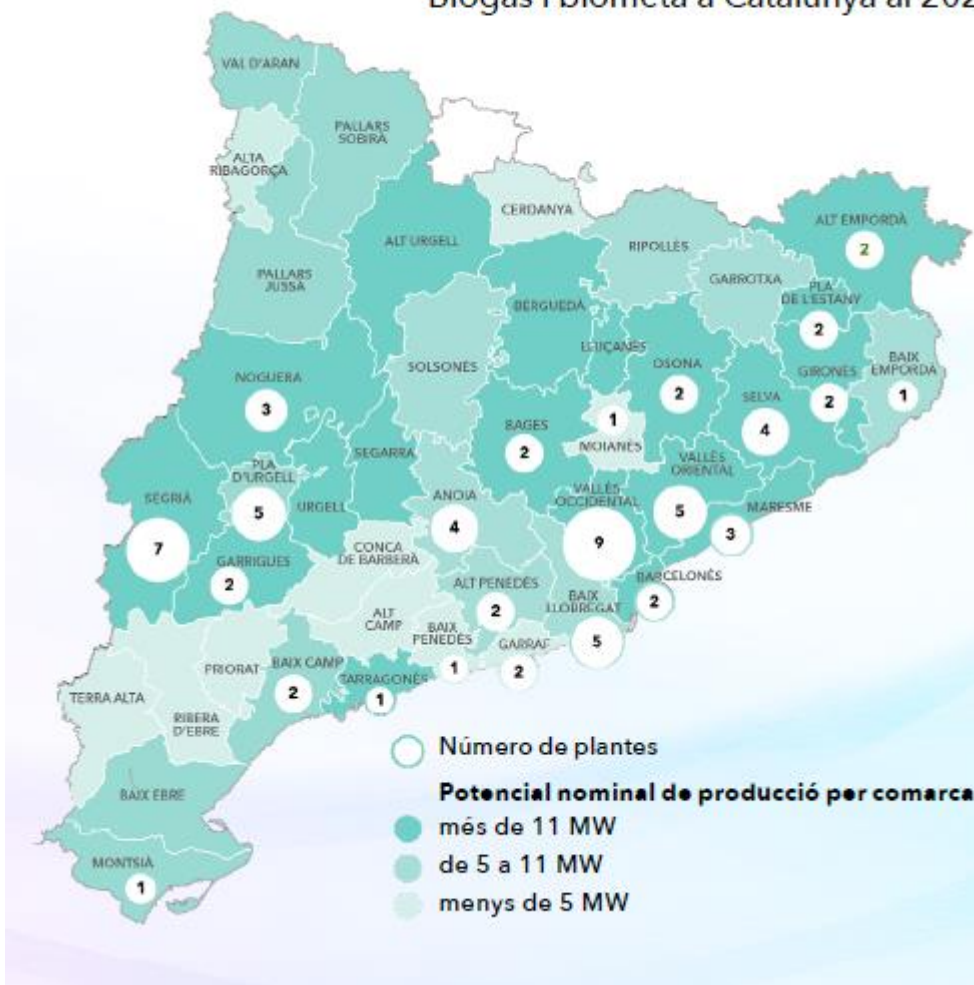 Biogàs i biometà a Catalunya al 202
VAL D'ARAN
PALLARS
SOBIRÀ
ALTA
RIBAGORÇA
CERDANYA
ALT EMPORDÀ
2
ALT URGELL
RIPOLLÈS
GARROTXA
PALLARS
JUSSÀ
PLA
DE L'ESTANY
2
BERGUEDÀ
LLUÇANÈS
OSONA
2
SOLSONÈS
BAIX
EMPORDÀ
1
GIRONÈS
2
NOGUERA
3
SELVA
4
BAGES
2
1
MOIANÈS
SEGARRA
VALLÈS
ORIENTAL
5
PLA
D'URGELL
5
SEGRIÀ
7
URGELL
ANOIA
4
VALLÈS
OCCIDENTAL
9
MARESME
3
CONCA
DE BARBERÀ
GARRIGUES
2
BARCELONÈS
2
ALT PENEDÈS
2
BAIX
LLOBREGAT
5
ALT
CAMP
BAIX
PENEDÈS
1
GARRAF
2
PRIORAT
BAIX CAMP
2
TARRAGONÈS
1
TERRA ALTA
RIBERA
D'EBRE
BAIX EBRE
MONTSIÀ
1
Número de plantes
Potencial nominal de producció per comarca
més de 11 MW
de 5 a 11 MW
menys de 5 MW